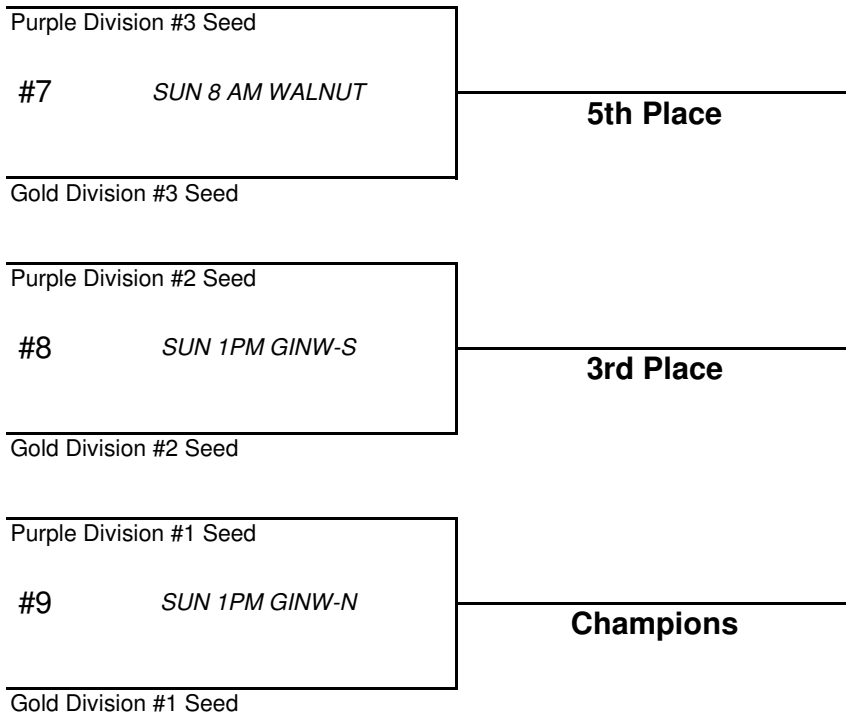 Purple Division #3 Seed
#7 SUN 8 AM WALNUT
5th Place
Gold Division #3 Seed
Purple Division #2 Seed
#8 SUN 1PM GINW-S
3rd Place
Gold Division #2 Seed
Purple Division #1 Seed
#9 SUN 1PM GINW-N
Champions
Gold Division #1 Seed